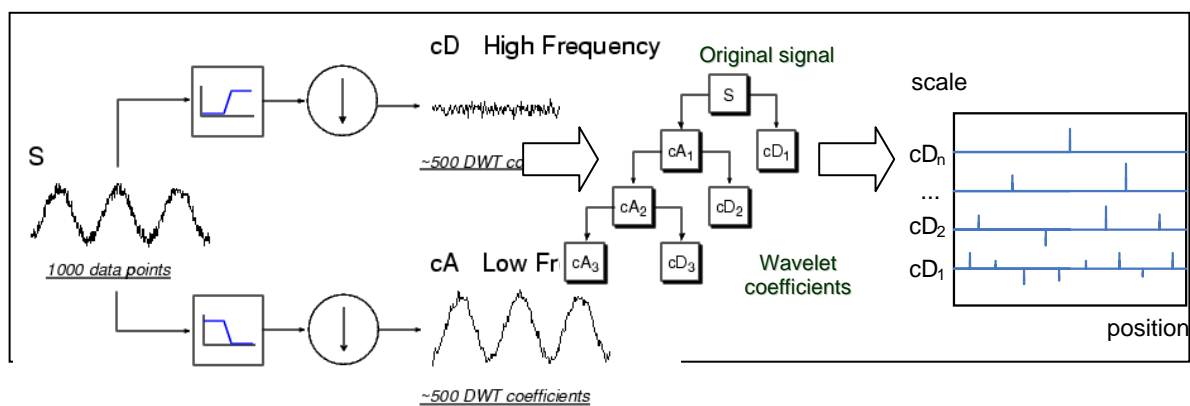 cD High Frequency
S
1000 data points
~500 DWT co
cA Low Fr
~500 DWT coefficients
Original signal
S
cA1 cD1
cA2 cD2
cA3 cD3
Wavelet
coefficients
scale
cDn
...
cD2
cD1
position